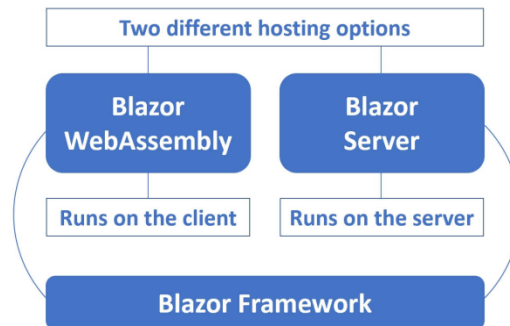 Two different hosting options
Blazor
WebAssembly
Blazor
Server
Runs on the client
Runs on the server
Blazor Framework